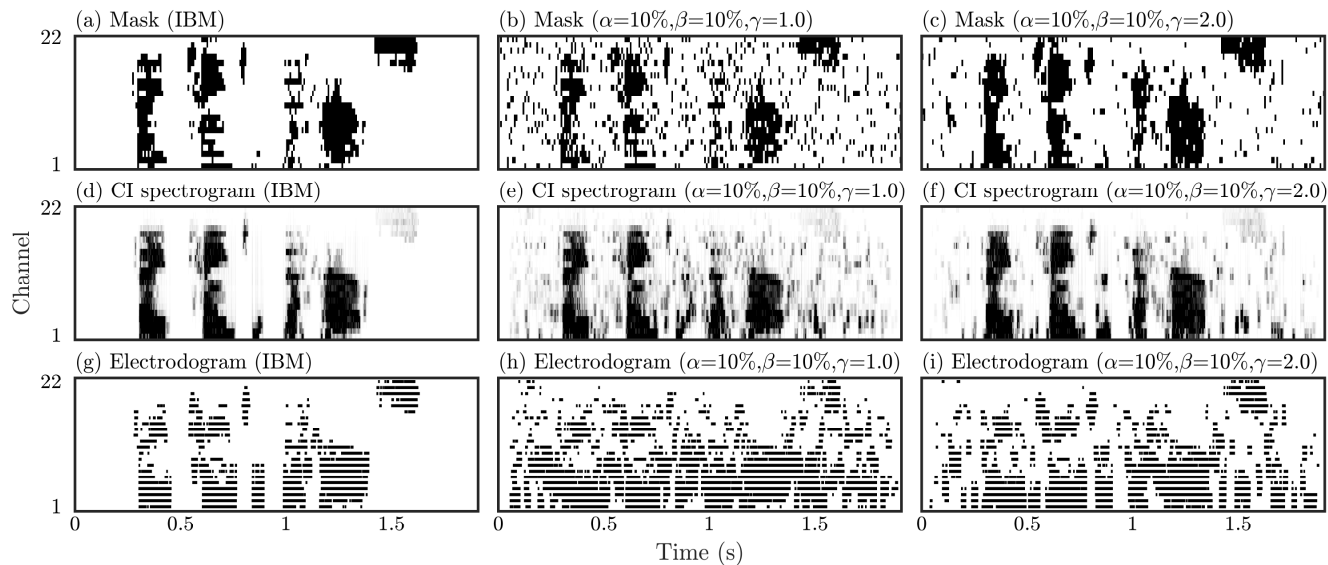 (a) Mask (IBM)
(b) Mask (α=10%,β=10%,γ=1.0)
(c) Mask (α=10%,β=10%,γ=2.0)
22
1
(d) CI spectrogram (IBM)
(e) CI spectrogram (α=10%,β=10%,γ=1.0)
(f) CI spectrogram (α=10%,β=10%,γ=2.0)
22
Channel
1
(g) Electrodogram (IBM)
(h) Electrodogram (α=10%,β=10%,γ=1.0)
(i) Electrodogram (α=10%,β=10%,γ=2.0)
22
1
0 0.5 1 1.5
0 0.5 1 1.5
0 0.5 1 1.5
Time (s)